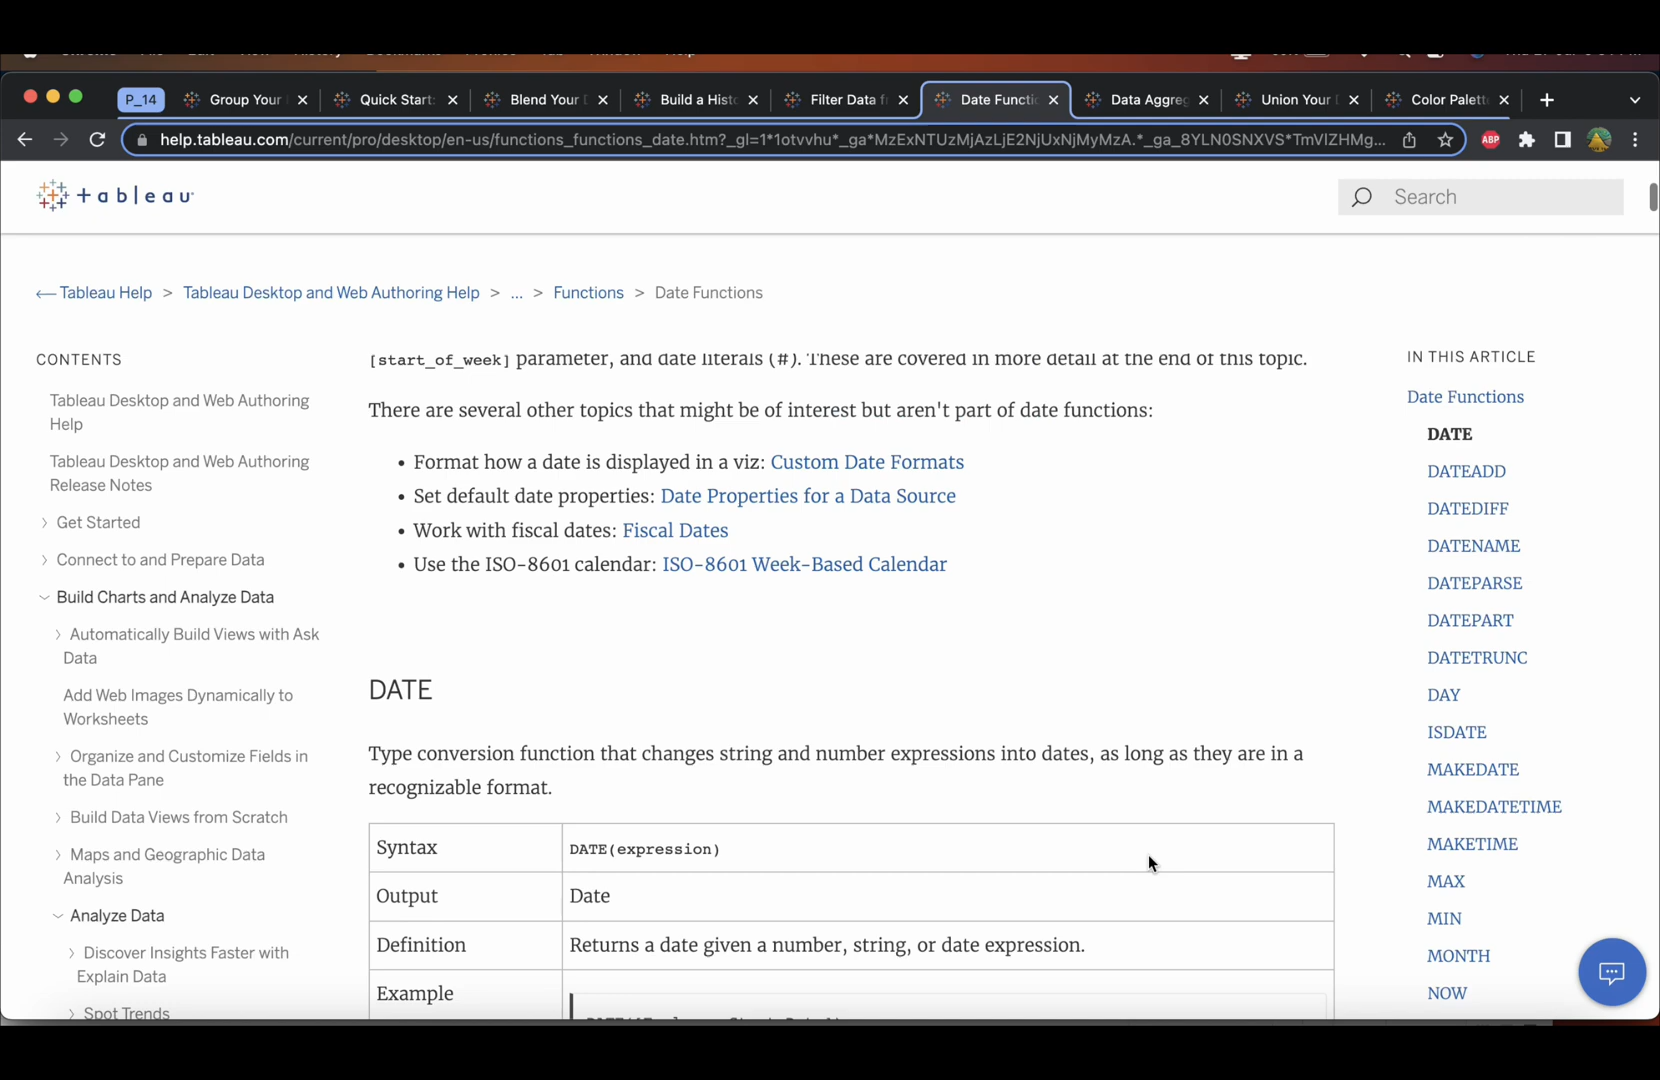 P_14
Group Your
Quick Start:
Blend Your D
Build a Histo
Filter Data f
Date Functi
Data Aggreg
Union Your D
Color Palett
help.tableau.com/current/pro/desktop/en-us/functions_functions_date.htm?_gl=1*1otvvhu*_ga*MzExNTUzMjAzLjE2NjUxNjMyMzA.*_ga_8YLN0SNXVS*TmVIZHMg...
ABP
+ a b l e a u
Search
Tableau Help > Tableau Desktop and Web Authoring Help > ... > Functions > Date Functions
CONTENTS
Tableau Desktop and Web Authoring
Help
Tableau Desktop and Web Authoring
Release Notes
Get Started
Connect to and Prepare Data
Build Charts and Analyze Data
Automatically Build Views with Ask
Data
Add Web Images Dynamically to
Worksheets
Organize and Customize Fields in
the Data Pane
Build Data Views from Scratch
Maps and Geographic Data
Analysis
Analyze Data
Discover Insights Faster with
Explain Data
Spot Trends
[start_of_week] parameter, and date literals (#). These are covered in more detail at the end of this topic.
There are several other topics that might be of interest but aren't part of date functions:
• Format how a date is displayed in a viz: Custom Date Formats
• Set default date properties: Date Properties for a Data Source
• Work with fiscal dates: Fiscal Dates
• Use the ISO-8601 calendar: ISO-8601 Week-Based Calendar
DATE
Type conversion function that changes string and number expressions into dates, as long as they are in a
recognizable format.
Syntax DATE(expression)
Output Date
Definition Returns a date given a number, string, or date expression.
Example
IN THIS ARTICLE
Date Functions
DATE
DATEADD
DATEDIFF
DATENAME
DATEPARSE
DATEPART
DATETRUNC
DAY
ISDATE
MAKEDATE
MAKEDATETIME
MAKETIME
MAX
MIN
MONTH
NOW